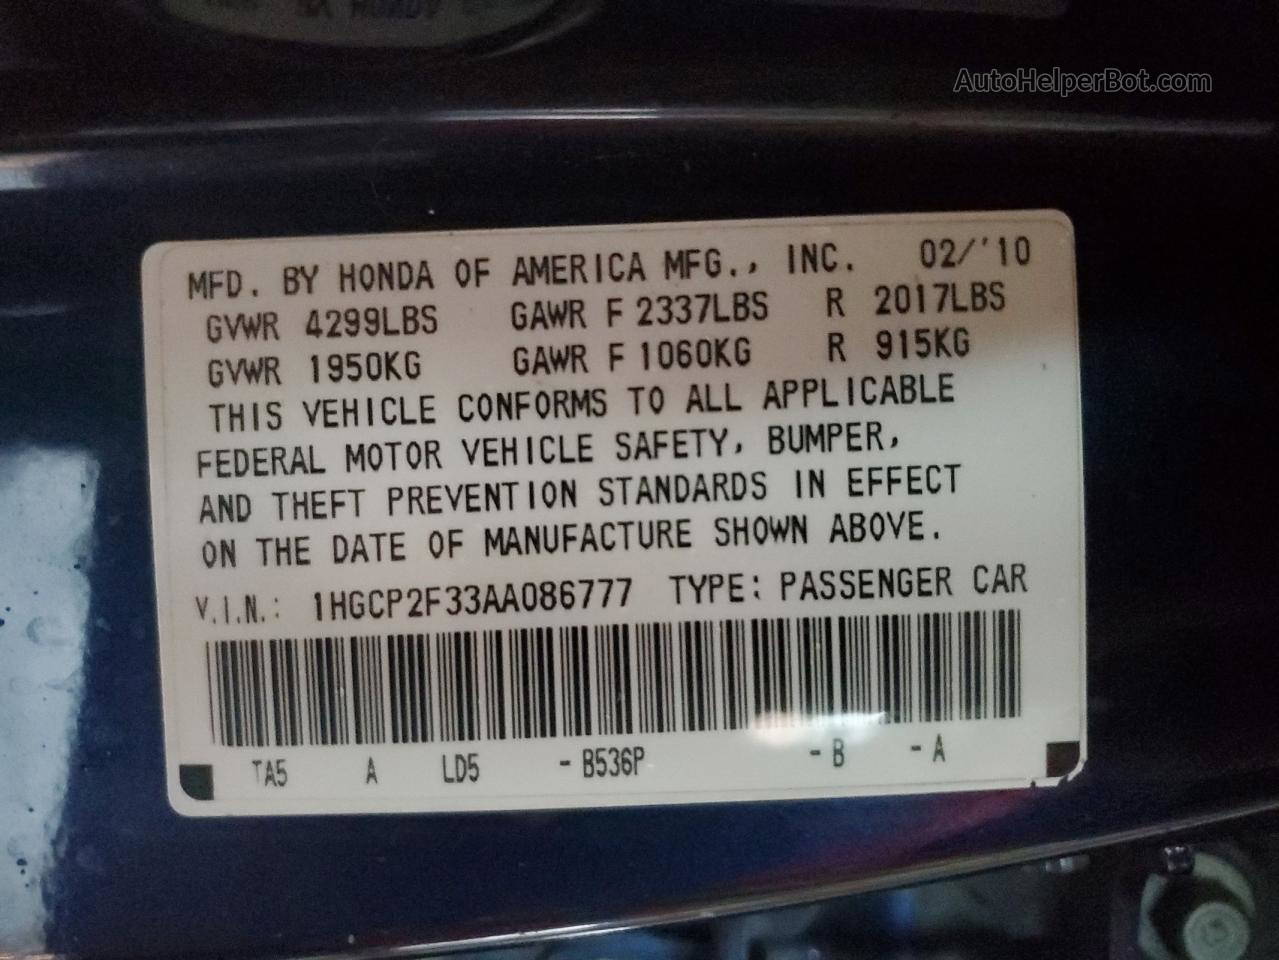 AutoHelperBot.com
MFD. BY HONDA OF AMERICA MFG., INC. 02/'10
GVWR 4299LBS GAWR F 2337LBS R 2017LBS
GVWR 1950KG GAWR F 1060KG R 915KG
THIS VEHICLE CONFORMS TO ALL APPLICABLE
FEDERAL MOTOR VEHICLE SAFETY, BUMPER,
AND THEFT PREVENTION STANDARDS IN EFFECT
ON THE DATE OF MANUFACTURE SHOWN ABOVE.
V.I.N.: 1HGCP2F33AA086777 TYPE: PASSENGER CAR
TA5 A LD5 - B536P - B - A